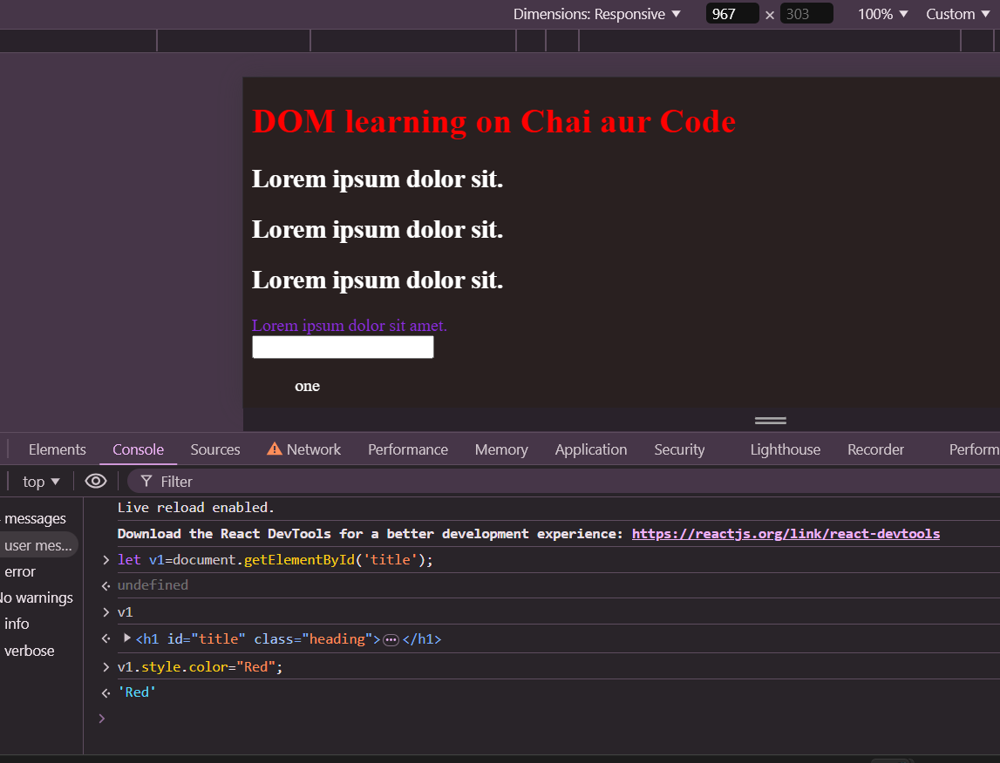 Dimensions: Responsive ▼ 967 × 303 100% ▼ Custom ▼
DOM learning on Chai aur Code
Lorem ipsum dolor sit.
Lorem ipsum dolor sit.
Lorem ipsum dolor sit.
Lorem ipsum dolor sit amet.
one
Elements Console Sources Network Performance Memory Application Security Lighthouse Recorder Perform
top ▼ Filter
messages
user mes...
error
No warnings
info
verbose
Live reload enabled.
Download the React DevTools for a better development experience: https://reactjs.org/link/react-devtools
> let v1=document.getElementById('title');
undefined
> v1
<h1 id="title" class="heading">…</h1>
> v1.style.color="Red";
'Red'
>